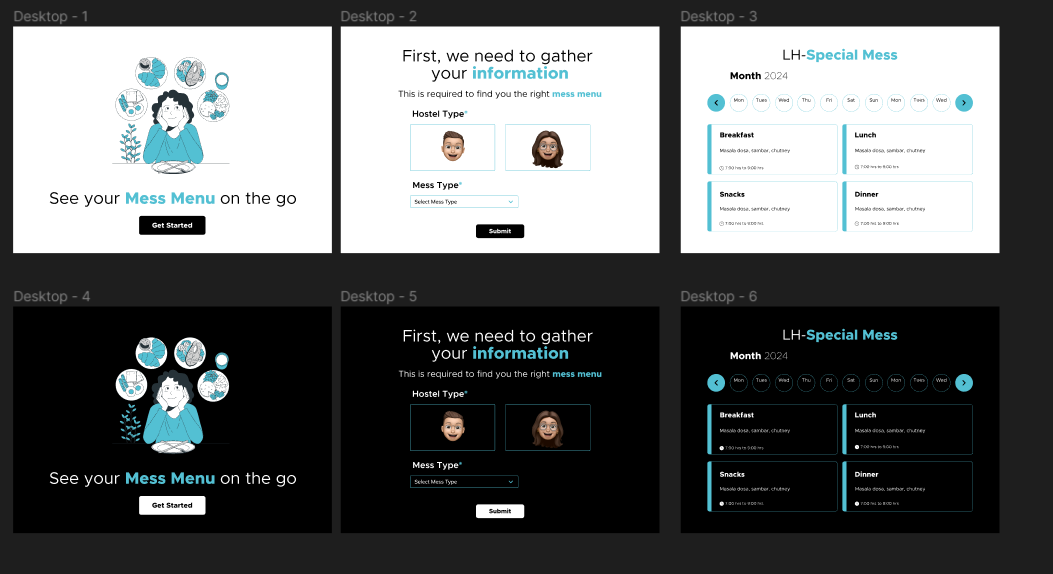 Desktop - 1
See your Mess Menu on the go
Get Started
Desktop - 2
First, we need to gather
your information
This is required to find you the right mess menu
Hostel Type*
Mess Type*
Select Mess Type
Submit
Desktop - 3
LH-Special Mess
Month 2024
Mon Tues Wed Thu Fri Sat Sun Mon Tues Wed
Breakfast
Masala dosa, sambar, chutney
7:00 hrs to 9:00 hrs
Lunch
Masala dosa, sambar, chutney
7:00 hrs to 9:00 hrs
Snacks
Masala dosa, sambar, chutney
7:00 hrs to 9:00 hrs
Dinner
Masala dosa, sambar, chutney
7:00 hrs to 9:00 hrs
Desktop - 4
See your Mess Menu on the go
Get Started
Desktop - 5
First, we need to gather
your information
This is required to find you the right mess menu
Hostel Type*
Mess Type*
Select Mess Type
Submit
Desktop - 6
LH-Special Mess
Month 2024
Mon Tues Wed Thu Fri Sat Sun Mon Tues Wed
Breakfast
Masala dosa, sambar, chutney
7:00 hrs to 9:00 hrs
Lunch
Masala dosa, sambar, chutney
7:00 hrs to 9:00 hrs
Snacks
Masala dosa, sambar, chutney
7:00 hrs to 9:00 hrs
Dinner
Masala dosa, sambar, chutney
7:00 hrs to 9:00 hrs